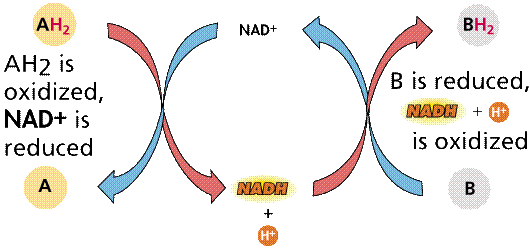 AH2
NAD+
BH2
AH2 is
oxidized,
NAD+ is
reduced
B is reduced,
NADH + H+
is oxidized
A
NADH
+
H+
B